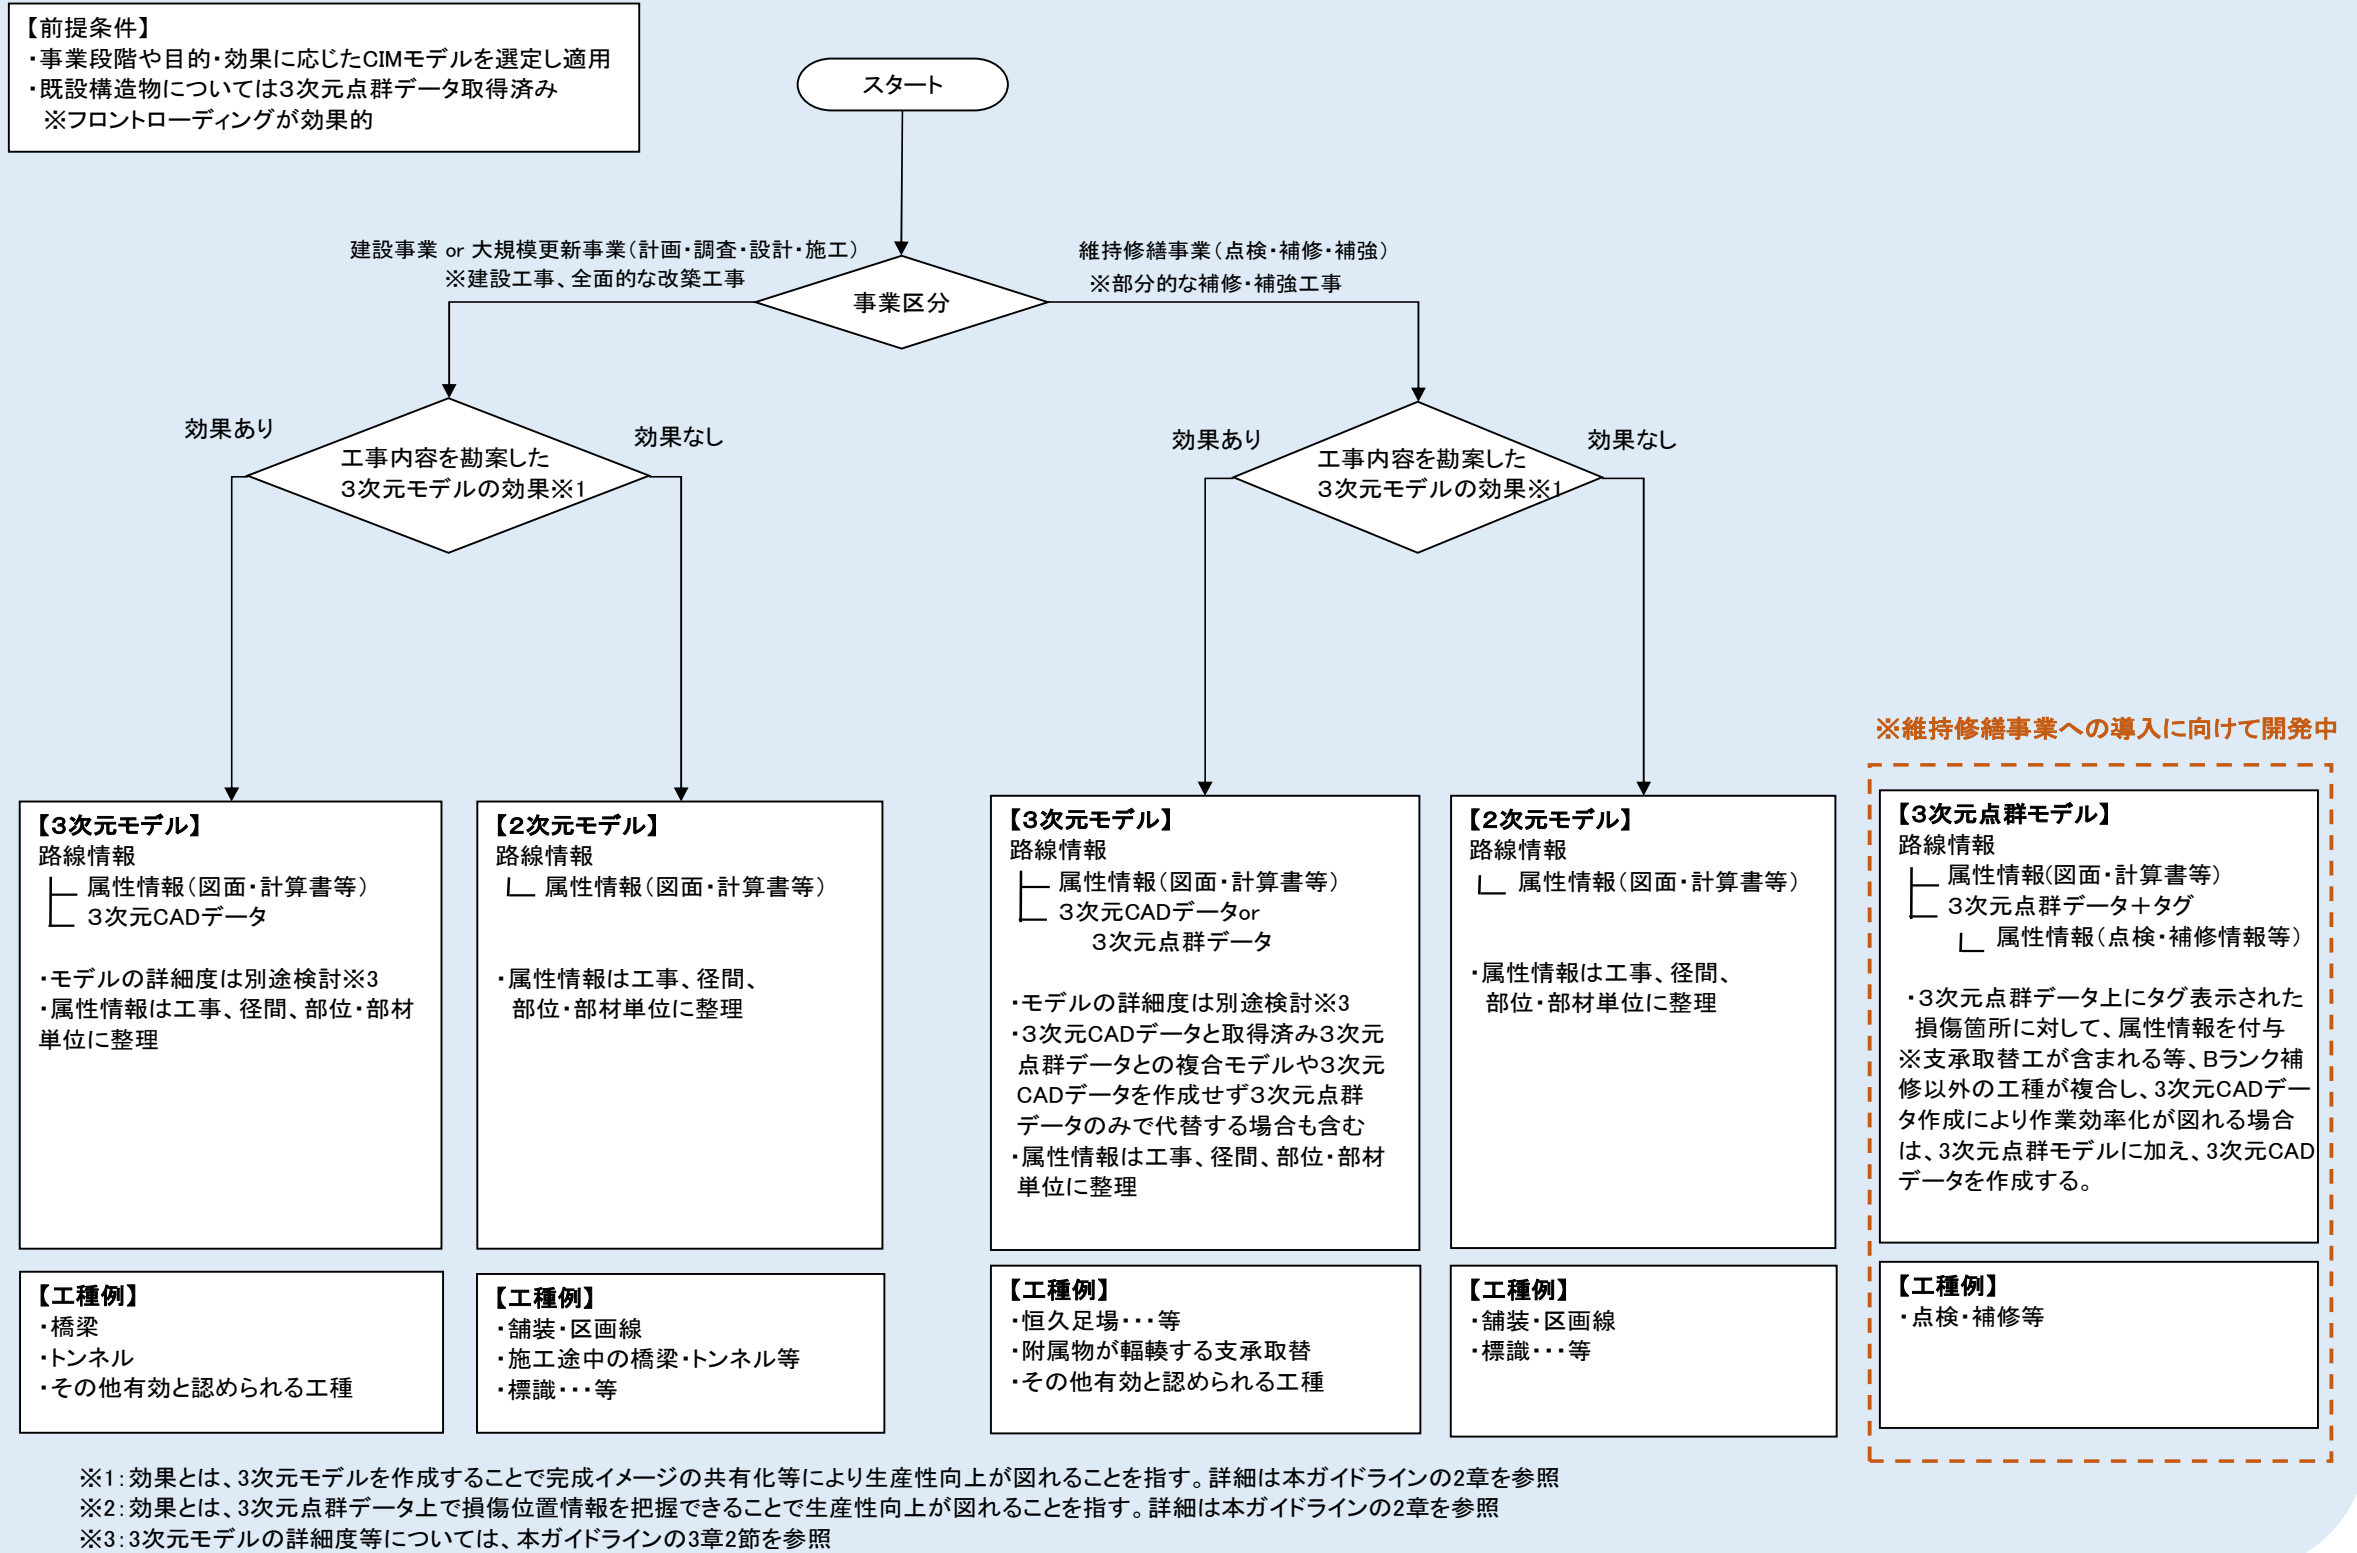 【前提条件】
・事業段階や目的・効果に応じたCIMモデルを選定し適用
・既設構造物については３次元点群データ取得済み
※フロントローディングが効果的
スタート
建設事業 or 大規模更新事業（計画・調査・設計・施工）
※建設工事、全面的な改築工事
維持修繕事業（点検・補修・補強）
※部分的な補修・補強工事
事業区分
効果あり
効果なし
工事内容を勘案した
３次元モデルの効果※1
効果あり
効果なし
工事内容を勘案した
３次元モデルの効果※1
※維持修繕事業への導入に向けて開発中
【３次元モデル】
路線情報
属性情報（図面・計算書等）
３次元CADデータ
・モデルの詳細度は別途検討※3
・属性情報は工事、径間、部位・部材
単位に整理
【２次元モデル】
路線情報
属性情報（図面・計算書等）
・属性情報は工事、径間、
部位・部材単位に整理
【３次元モデル】
路線情報
属性情報（図面・計算書等）
３次元CADデータor
３次元点群データ
・モデルの詳細度は別途検討※3
・３次元CADデータと取得済み３次元
点群データとの複合モデルや３次元
CADデータを作成せず３次元点群
データのみで代替する場合も含む
・属性情報は工事、径間、部位・部材
単位に整理
【２次元モデル】
路線情報
属性情報（図面・計算書等）
・属性情報は工事、径間、
部位・部材単位に整理
【３次元点群モデル】
路線情報
属性情報(図面・計算書等）
３次元点群データ＋タグ
属性情報（点検・補修情報等）
・３次元点群データ上にタグ表示された
損傷箇所に対して、属性情報を付与
※支承取替工が含まれる等、Bランク補
修以外の工種が複合し、3次元CADデー
タ作成により作業効率化が図れる場合
は、3次元点群モデルに加え、3次元CAD
データを作成する。
【工種例】
・橋梁
・トンネル
・その他有効と認められる工種
【工種例】
・舗装・区画線
・施工途中の橋梁・トンネル等
・標識・・・等
【工種例】
・恒久足場・・・等
・附属物が輻輳する支承取替
・その他有効と認められる工種
【工種例】
・舗装・区画線
・標識・・・等
【工種例】
・点検・補修等
※1：効果とは、3次元モデルを作成することで完成イメージの共有化等により生産性向上が図れることを指す。詳細は本ガイドラインの2章を参照
※2：効果とは、3次元点群データ上で損傷位置情報を把握できることで生産性向上が図れることを指す。詳細は本ガイドラインの2章を参照
※3：3次元モデルの詳細度等については、本ガイドラインの3章2節を参照